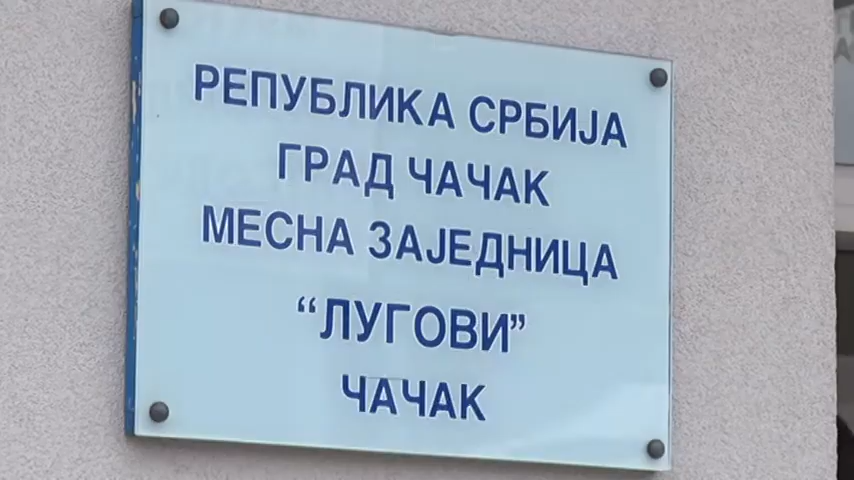 РЕПУБЛИКА СРБИЈА
ГРАД ЧАЧАК
МЕСНА ЗАЈЕДНИЦА
“ЛУГОВИ”
ЧАЧАК